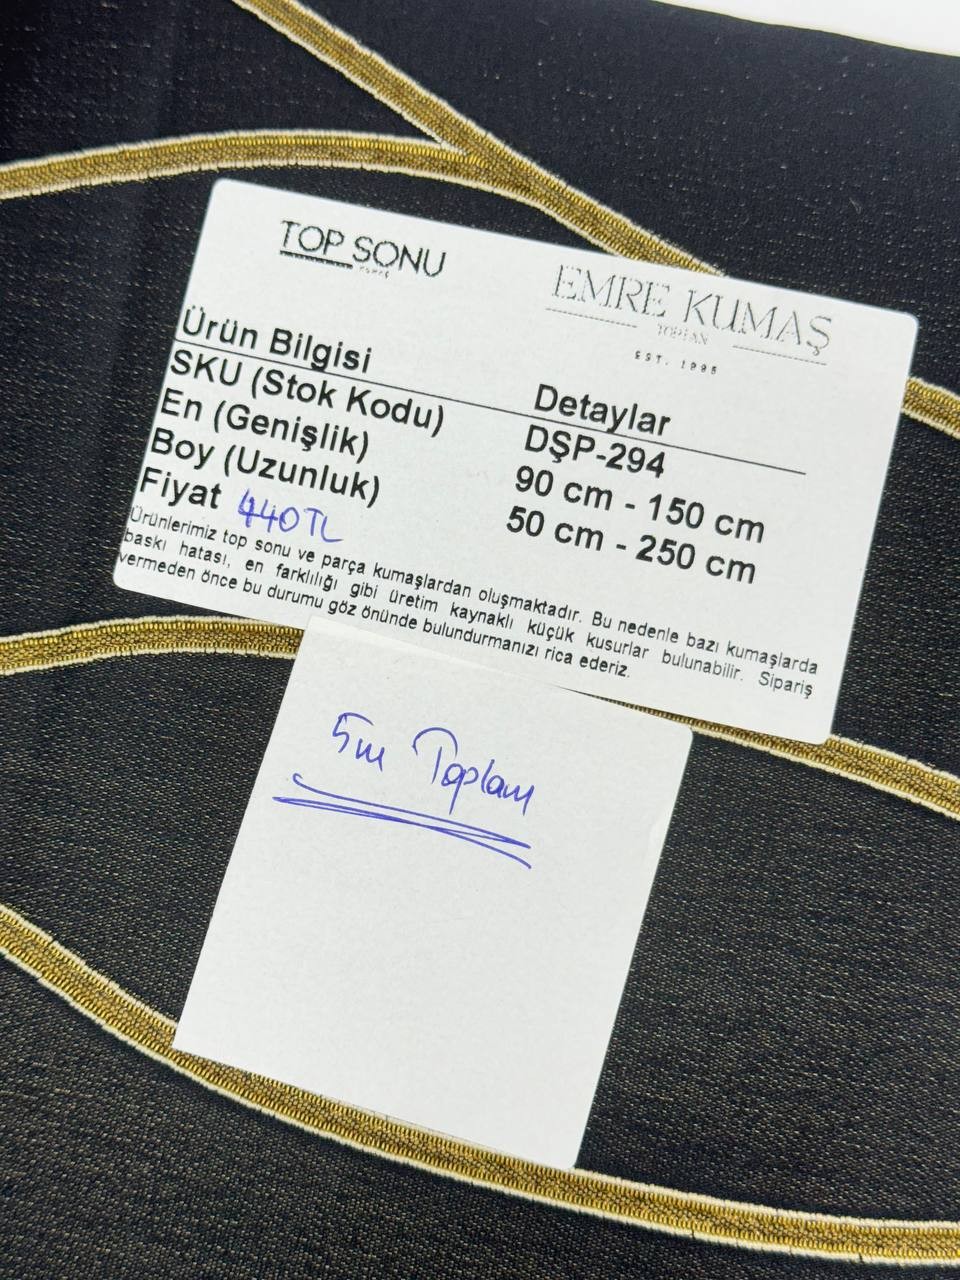 TOP SONU
KUMAŞ
EMRE KUMAŞ
TOPTAN
EST. 1995
Ürün Bilgisi Detaylar
SKU (Stok Kodu) DŞP-294
En (Genişlik) 90 cm - 150 cm
Boy (Uzunluk) 50 cm - 250 cm
Fiyat 440TL
Ürünlerimiz top sonu ve parça kumaşlardan oluşmaktadır. Bu nedenle bazı kumaşlarda
baskı hatası, en farklılığı gibi üretim kaynaklı küçük kusurlar bulunabilir. Sipariş
vermeden önce bu durumu göz önünde bulundurmanızı rica ederiz.
5m Toplam